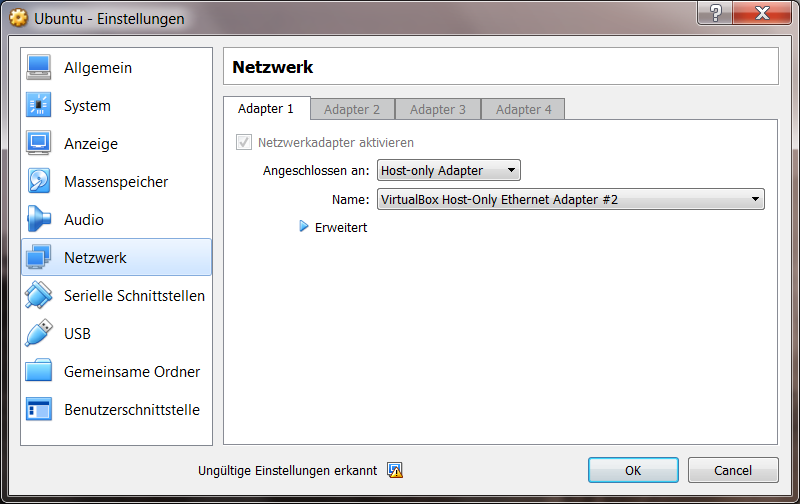 Ubuntu - Einstellungen
?
Allgemein
System
Anzeige
Massenspeicher
Audio
Netzwerk
Serielle Schnittstellen
USB
Gemeinsame Ordner
Benutzerschnittstelle
Netzwerk
Adapter 1 Adapter 2 Adapter 3 Adapter 4
Netzwerkadapter aktivieren
Angeschlossen an: Host-only Adapter
Name: VirtualBox Host-Only Ethernet Adapter #2
Erweitert
Ungültige Einstellungen erkannt
OK Cancel